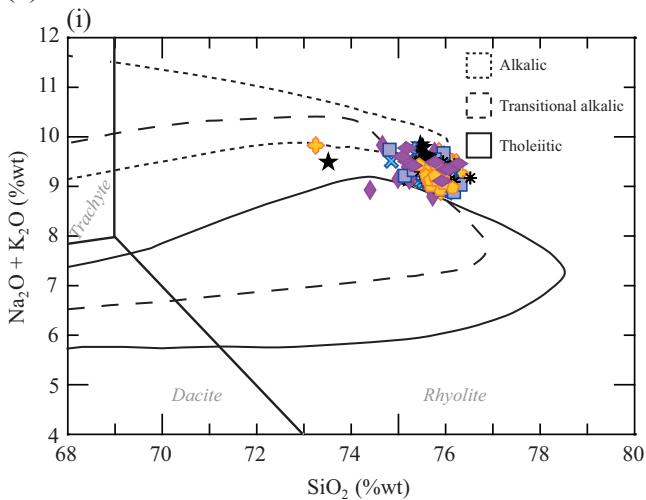 (i)
12
11
10
9
8
7
6
5
4
Na₂O + K₂O (%wt)
Alkalic
Transitional alkalic
Tholeiitic
Trachyte
Dacite
Rhyolite
68
70
72
74
76
78
80
SiO₂ (%wt)